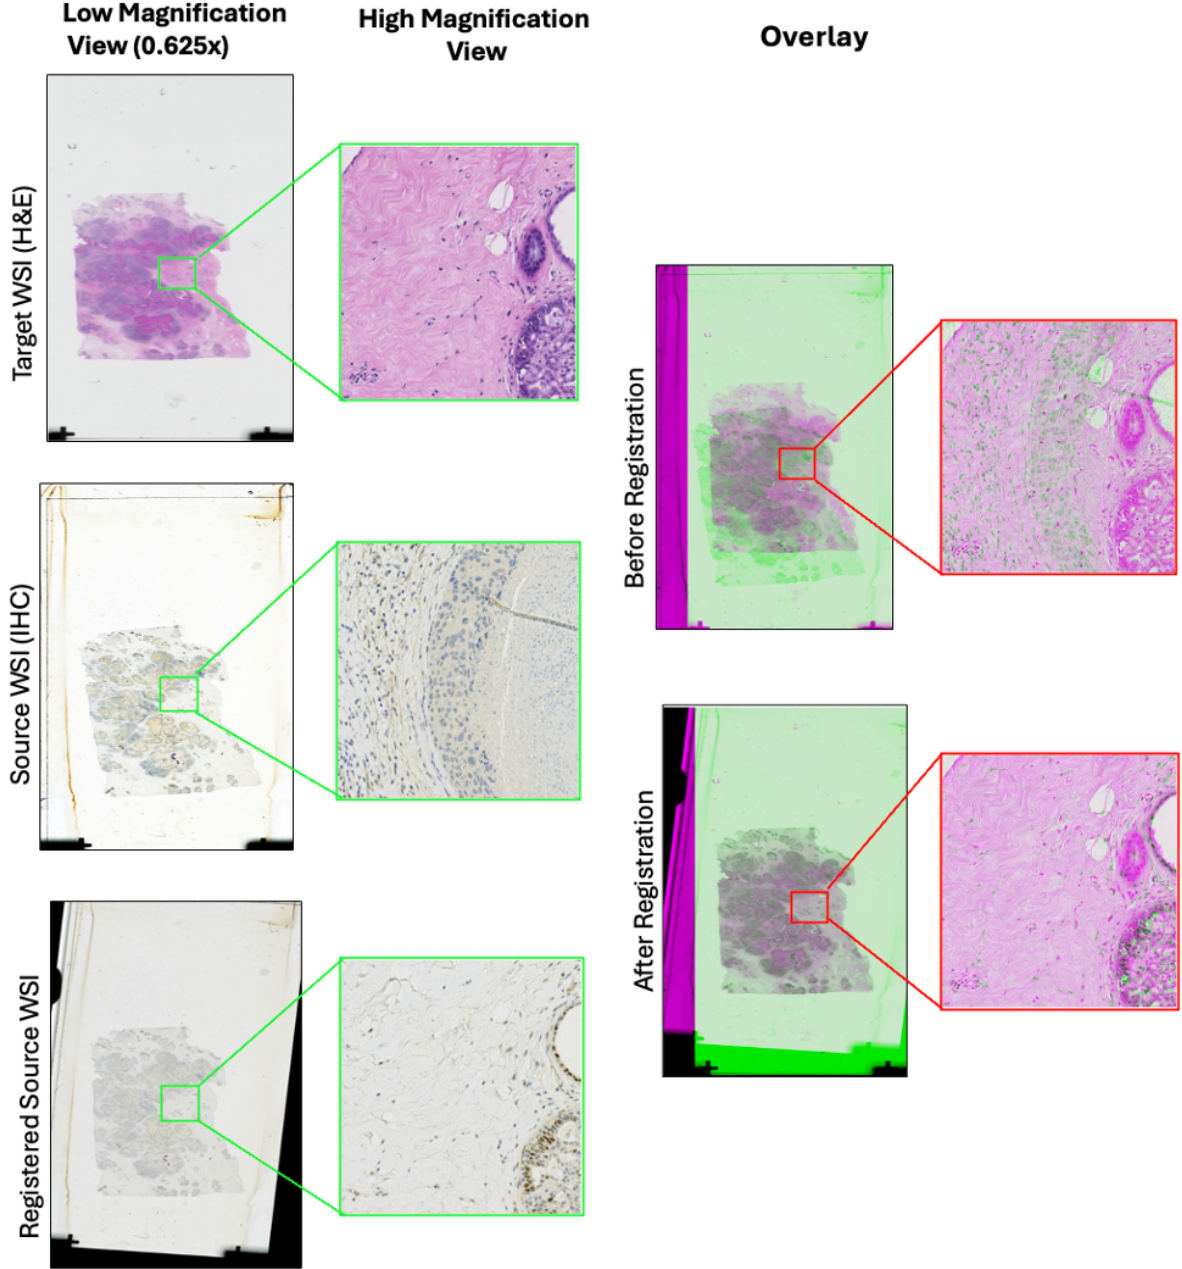 Low Magnification
View (0.625x)
High Magnification
View
Overlay
Target WSI (H&E)
Source WSI (IHC)
Registered Source WSI
Before Registration
After Registration